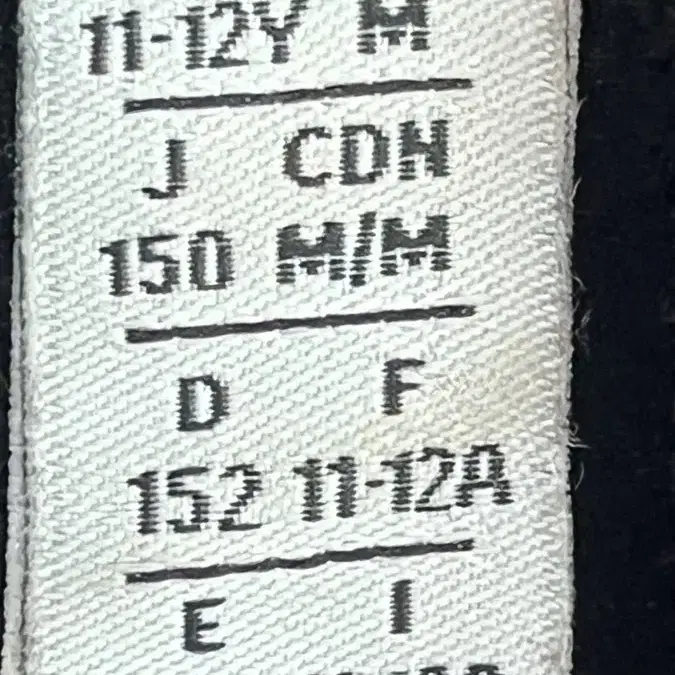 11-12Y M
J CDN
150 M/M
D F
152 11-12A
E I